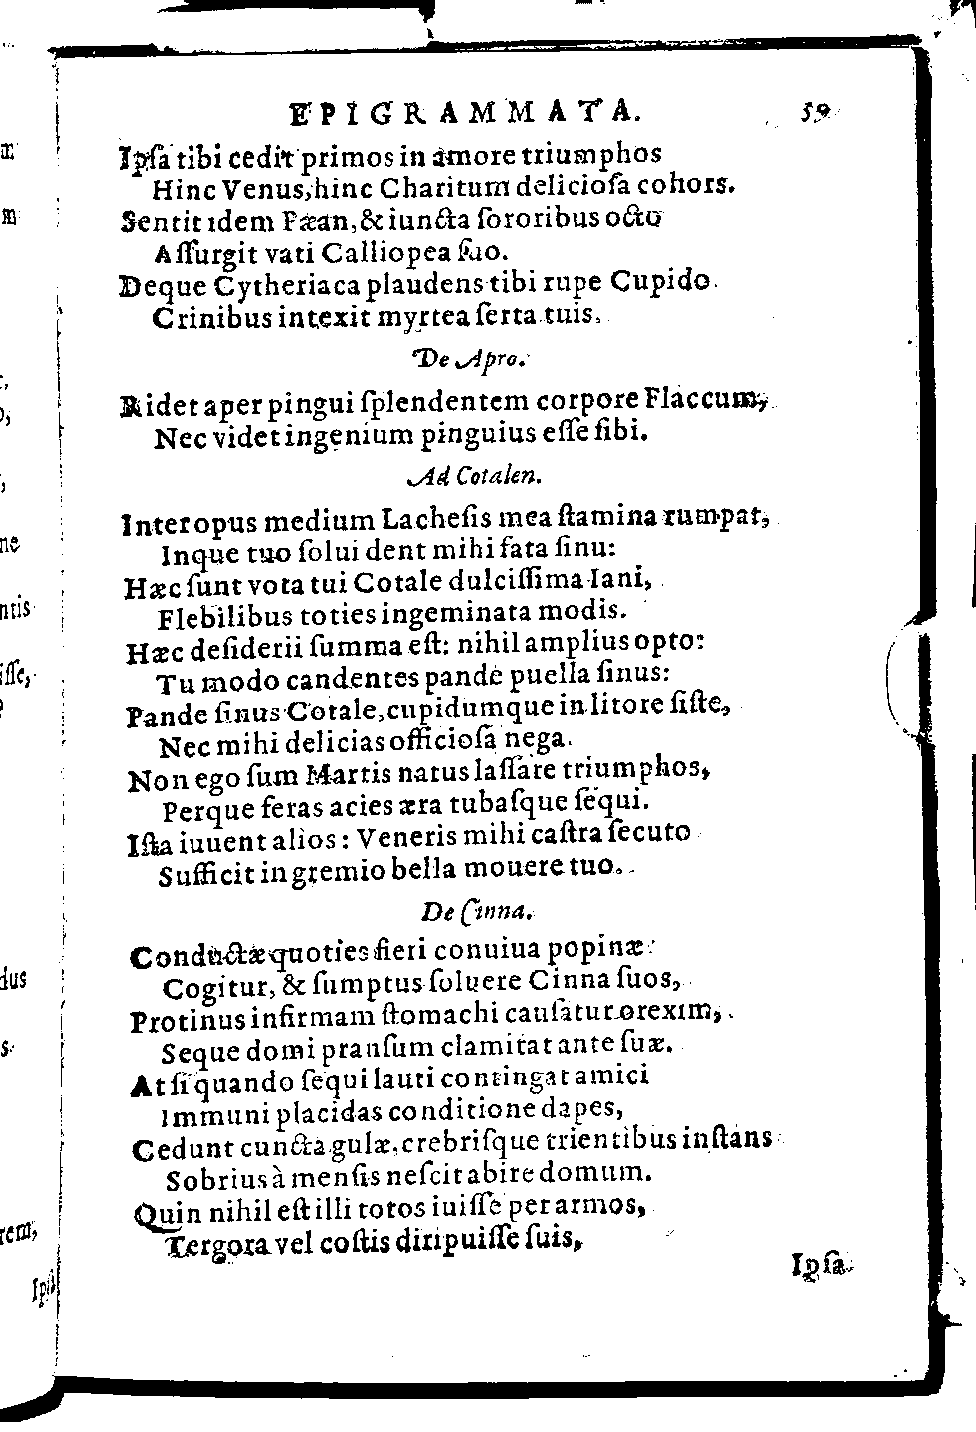 EPIGRAMMATA. 59
Ipſa tibi cedit primos in amore triumphos
Hinc Venus, hinc Charitum delicioſa cohors.
Sentit idem Pæan, & iuncta ſororibus octo
Aſſurgit vati Calliopea ſuo.
Deque Cytheriaca plaudens tibi rupe Cupido
Crinibus intexit myrtea ſerta tuis.
De Apro.
Ridet aper pingui ſplendentem corpore Flaccum,
Nec videt ingenium pinguius eſſe ſibi.
Ad Cotalen.
Inter opus medium Lacheſis mea ſtamina rumpat,
Inque tuo ſolui dent mihi fata ſinu:
Hæc ſunt vota tui Cotale dulciſſima Iani,
Flebilibus toties ingeminata modis.
Hæc deſiderii ſumma eſt: nihil amplius opto:
Tu modo candentes pande puella ſinus:
Pande ſinus Cotale, cupidumque in litore ſiſte,
Nec mihi delicias officioſa nega.
Non ego ſum Martis natus laſſare triumphos,
Perque feras acies æra tubaſque ſequi.
Iſta iuuent alios: Veneris mihi caſtra ſecuto
Sufficit in gremio bella mouere tuo.
De Cinna.
Conductæ quoties fieri conuiua popinæ
Cogitur, & ſumptus ſoluere Cinna ſuos,
Protinus infirmam ſtomachi cauſatur orexim,
Seque domi pranſum clamitat ante ſuæ.
At ſi quando ſequi lauti contingat amici
Immuni placidas conditione dapes,
Cedunt cuncta gulæ, crebriſque trientibus inſtans
Sobrius à menſis neſcit abire domum.
Quin nihil eſt illi totos iuiſſe per armos,
Tergora vel coſtis diripuiſſe ſuis,
Ipſa